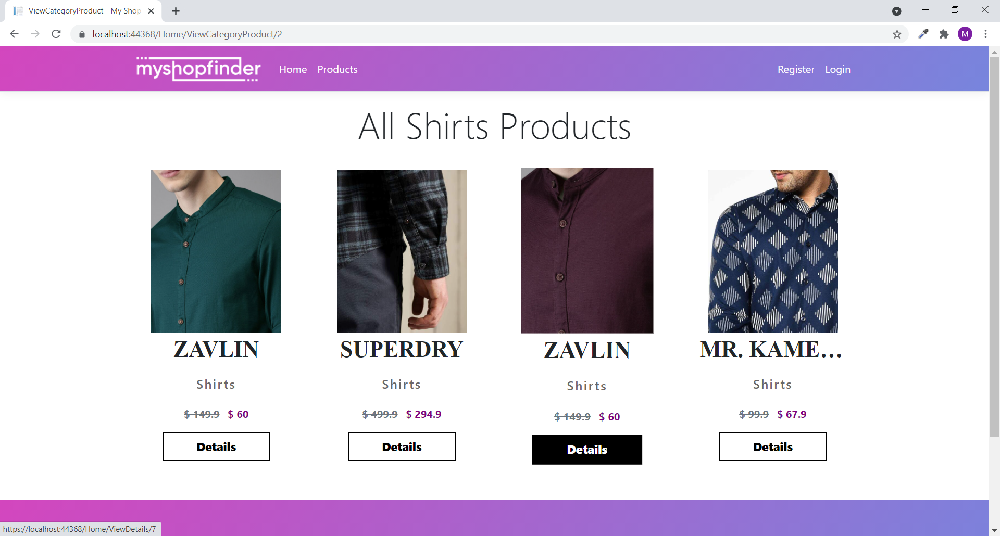 ViewCategoryProduct - My Shop
localhost:44368/Home/ViewCategoryProduct/2
M
myshopfinder
Home
Products
Register
Login
All Shirts Products
ZAVLIN
Shirts
$ 149.9 $ 60
Details
SUPERDRY
Shirts
$ 499.9 $ 294.9
Details
ZAVLIN
Shirts
$ 149.9 $ 60
Details
MR. KAME...
Shirts
$ 99.9 $ 67.9
Details
https://localhost:44368/Home/ViewDetails/7